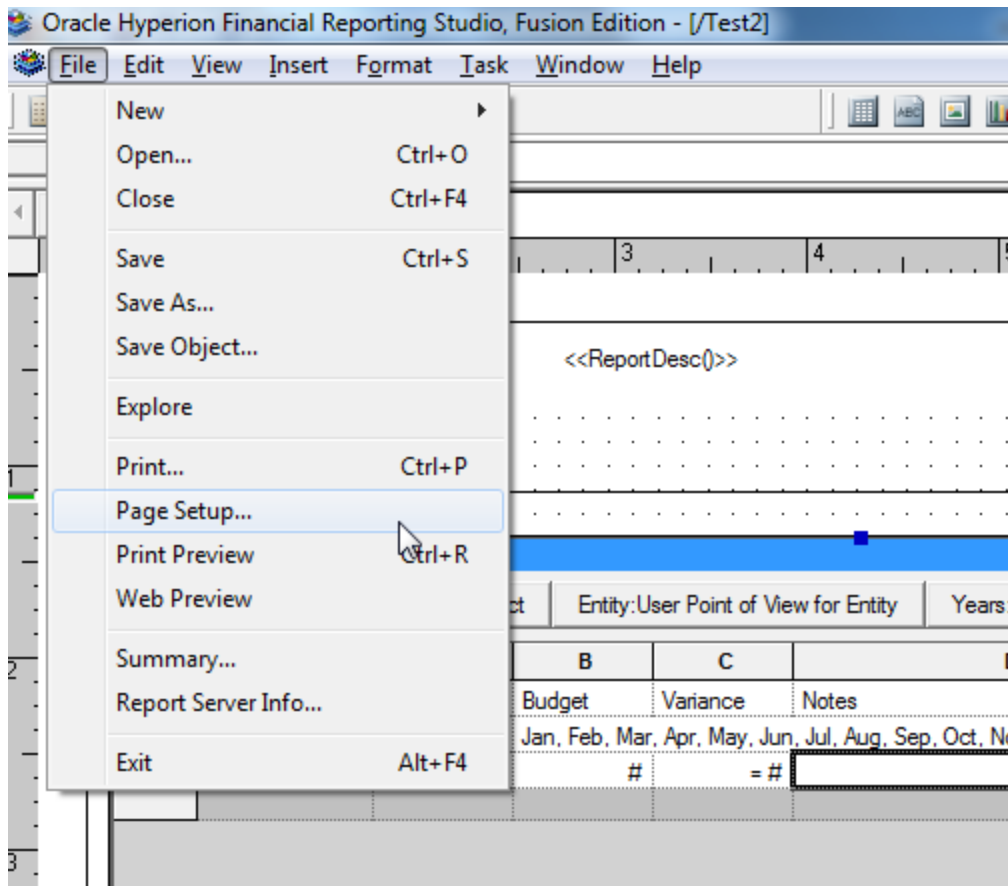 Oracle Hyperion Financial Reporting Studio, Fusion Edition - [/Test2]
File Edit View Insert Format Task Window Help
New
Open... Ctrl+O
Close Ctrl+F4
Save Ctrl+S
Save As...
Save Object...
Explore
Print... Ctrl+P
Page Setup...
Print Preview Ctrl+R
Web Preview
Summary...
Report Server Info...
Exit Alt+F4
ABC
3 4 5
<<ReportDesc()>>
1
Entity:User Point of View for Entity Years
2
B C
Budget Variance Notes
Jan, Feb, Mar, Apr, May, Jun, Jul, Aug, Sep, Oct,
# = #
3